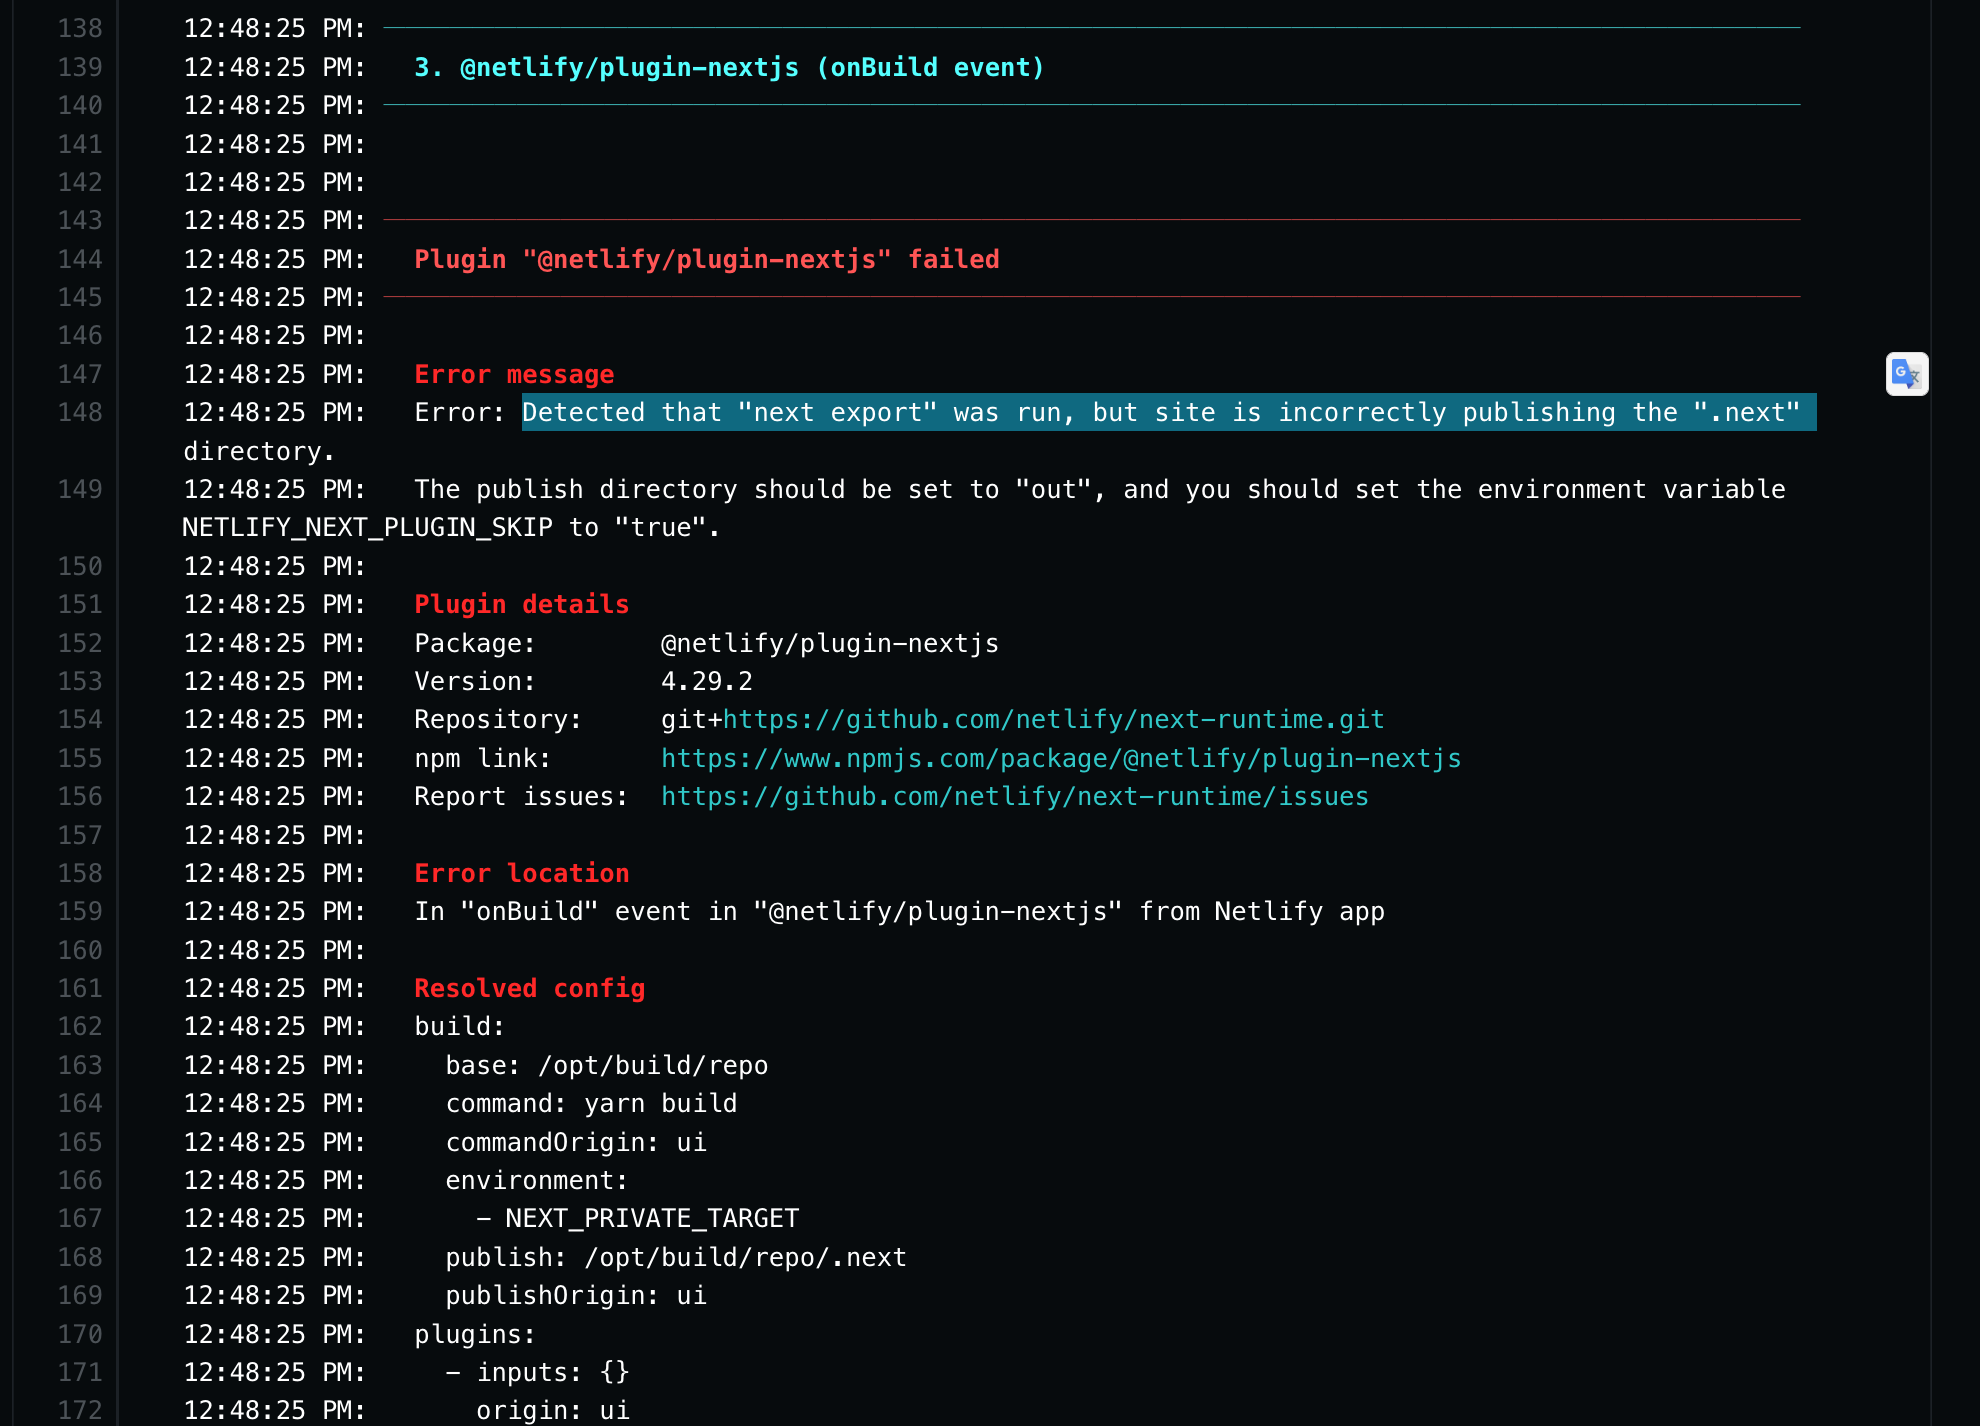 138 12:48:25 PM: ────────────────────────────────────────────────────────────────
139 12:48:25 PM:   3. @netlify/plugin-nextjs (onBuild event)
140 12:48:25 PM: ────────────────────────────────────────────────────────────────
141 12:48:25 PM:
142 12:48:25 PM:
143 12:48:25 PM: ────────────────────────────────────────────────────────────────
144 12:48:25 PM:   Plugin "@netlify/plugin-nextjs" failed
145 12:48:25 PM: ────────────────────────────────────────────────────────────────
146 12:48:25 PM:
147 12:48:25 PM:   Error message
148 12:48:25 PM:   Error: Detected that "next export" was run, but site is incorrectly publishing the ".next"
directory.
149 12:48:25 PM:   The publish directory should be set to "out", and you should set the environment variable
NETLIFY_NEXT_PLUGIN_SKIP to "true".
150 12:48:25 PM:
151 12:48:25 PM:   Plugin details
152 12:48:25 PM:   Package:        @netlify/plugin-nextjs
153 12:48:25 PM:   Version:        4.29.2
154 12:48:25 PM:   Repository:     git+https://github.com/netlify/next-runtime.git
155 12:48:25 PM:   npm link:       https://www.npmjs.com/package/@netlify/plugin-nextjs
156 12:48:25 PM:   Report issues:  https://github.com/netlify/next-runtime/issues
157 12:48:25 PM:
158 12:48:25 PM:   Error location
159 12:48:25 PM:   In "onBuild" event in "@netlify/plugin-nextjs" from Netlify app
160 12:48:25 PM:
161 12:48:25 PM:   Resolved config
162 12:48:25 PM:   build:
163 12:48:25 PM:     base: /opt/build/repo
164 12:48:25 PM:     command: yarn build
165 12:48:25 PM:     commandOrigin: ui
166 12:48:25 PM:     environment:
167 12:48:25 PM:       - NEXT_PRIVATE_TARGET
168 12:48:25 PM:     publish: /opt/build/repo/.next
169 12:48:25 PM:     publishOrigin: ui
170 12:48:25 PM:   plugins:
171 12:48:25 PM:     - inputs: {}
172 12:48:25 PM:       origin: ui